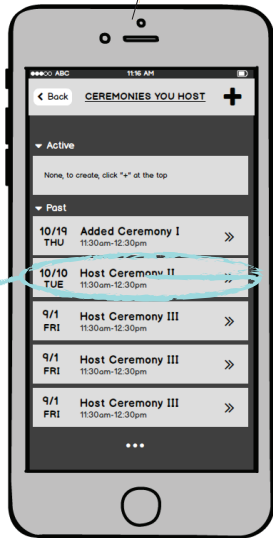 ABC 11:16 AM
Back CEREMONIES YOU HOST +
Active
None, to create, click "+" at the top
Past
10/19 Added Ceremony I
THU 11:30am-12:30pm »
10/10 Host Ceremony II
TUE 11:30am-12:30pm »
9/1 Host Ceremony III
FRI 11:30am-12:30pm »
9/1 Host Ceremony III
FRI 11:30am-12:30pm »
9/1 Host Ceremony III
FRI 11:30am-12:30pm »
...